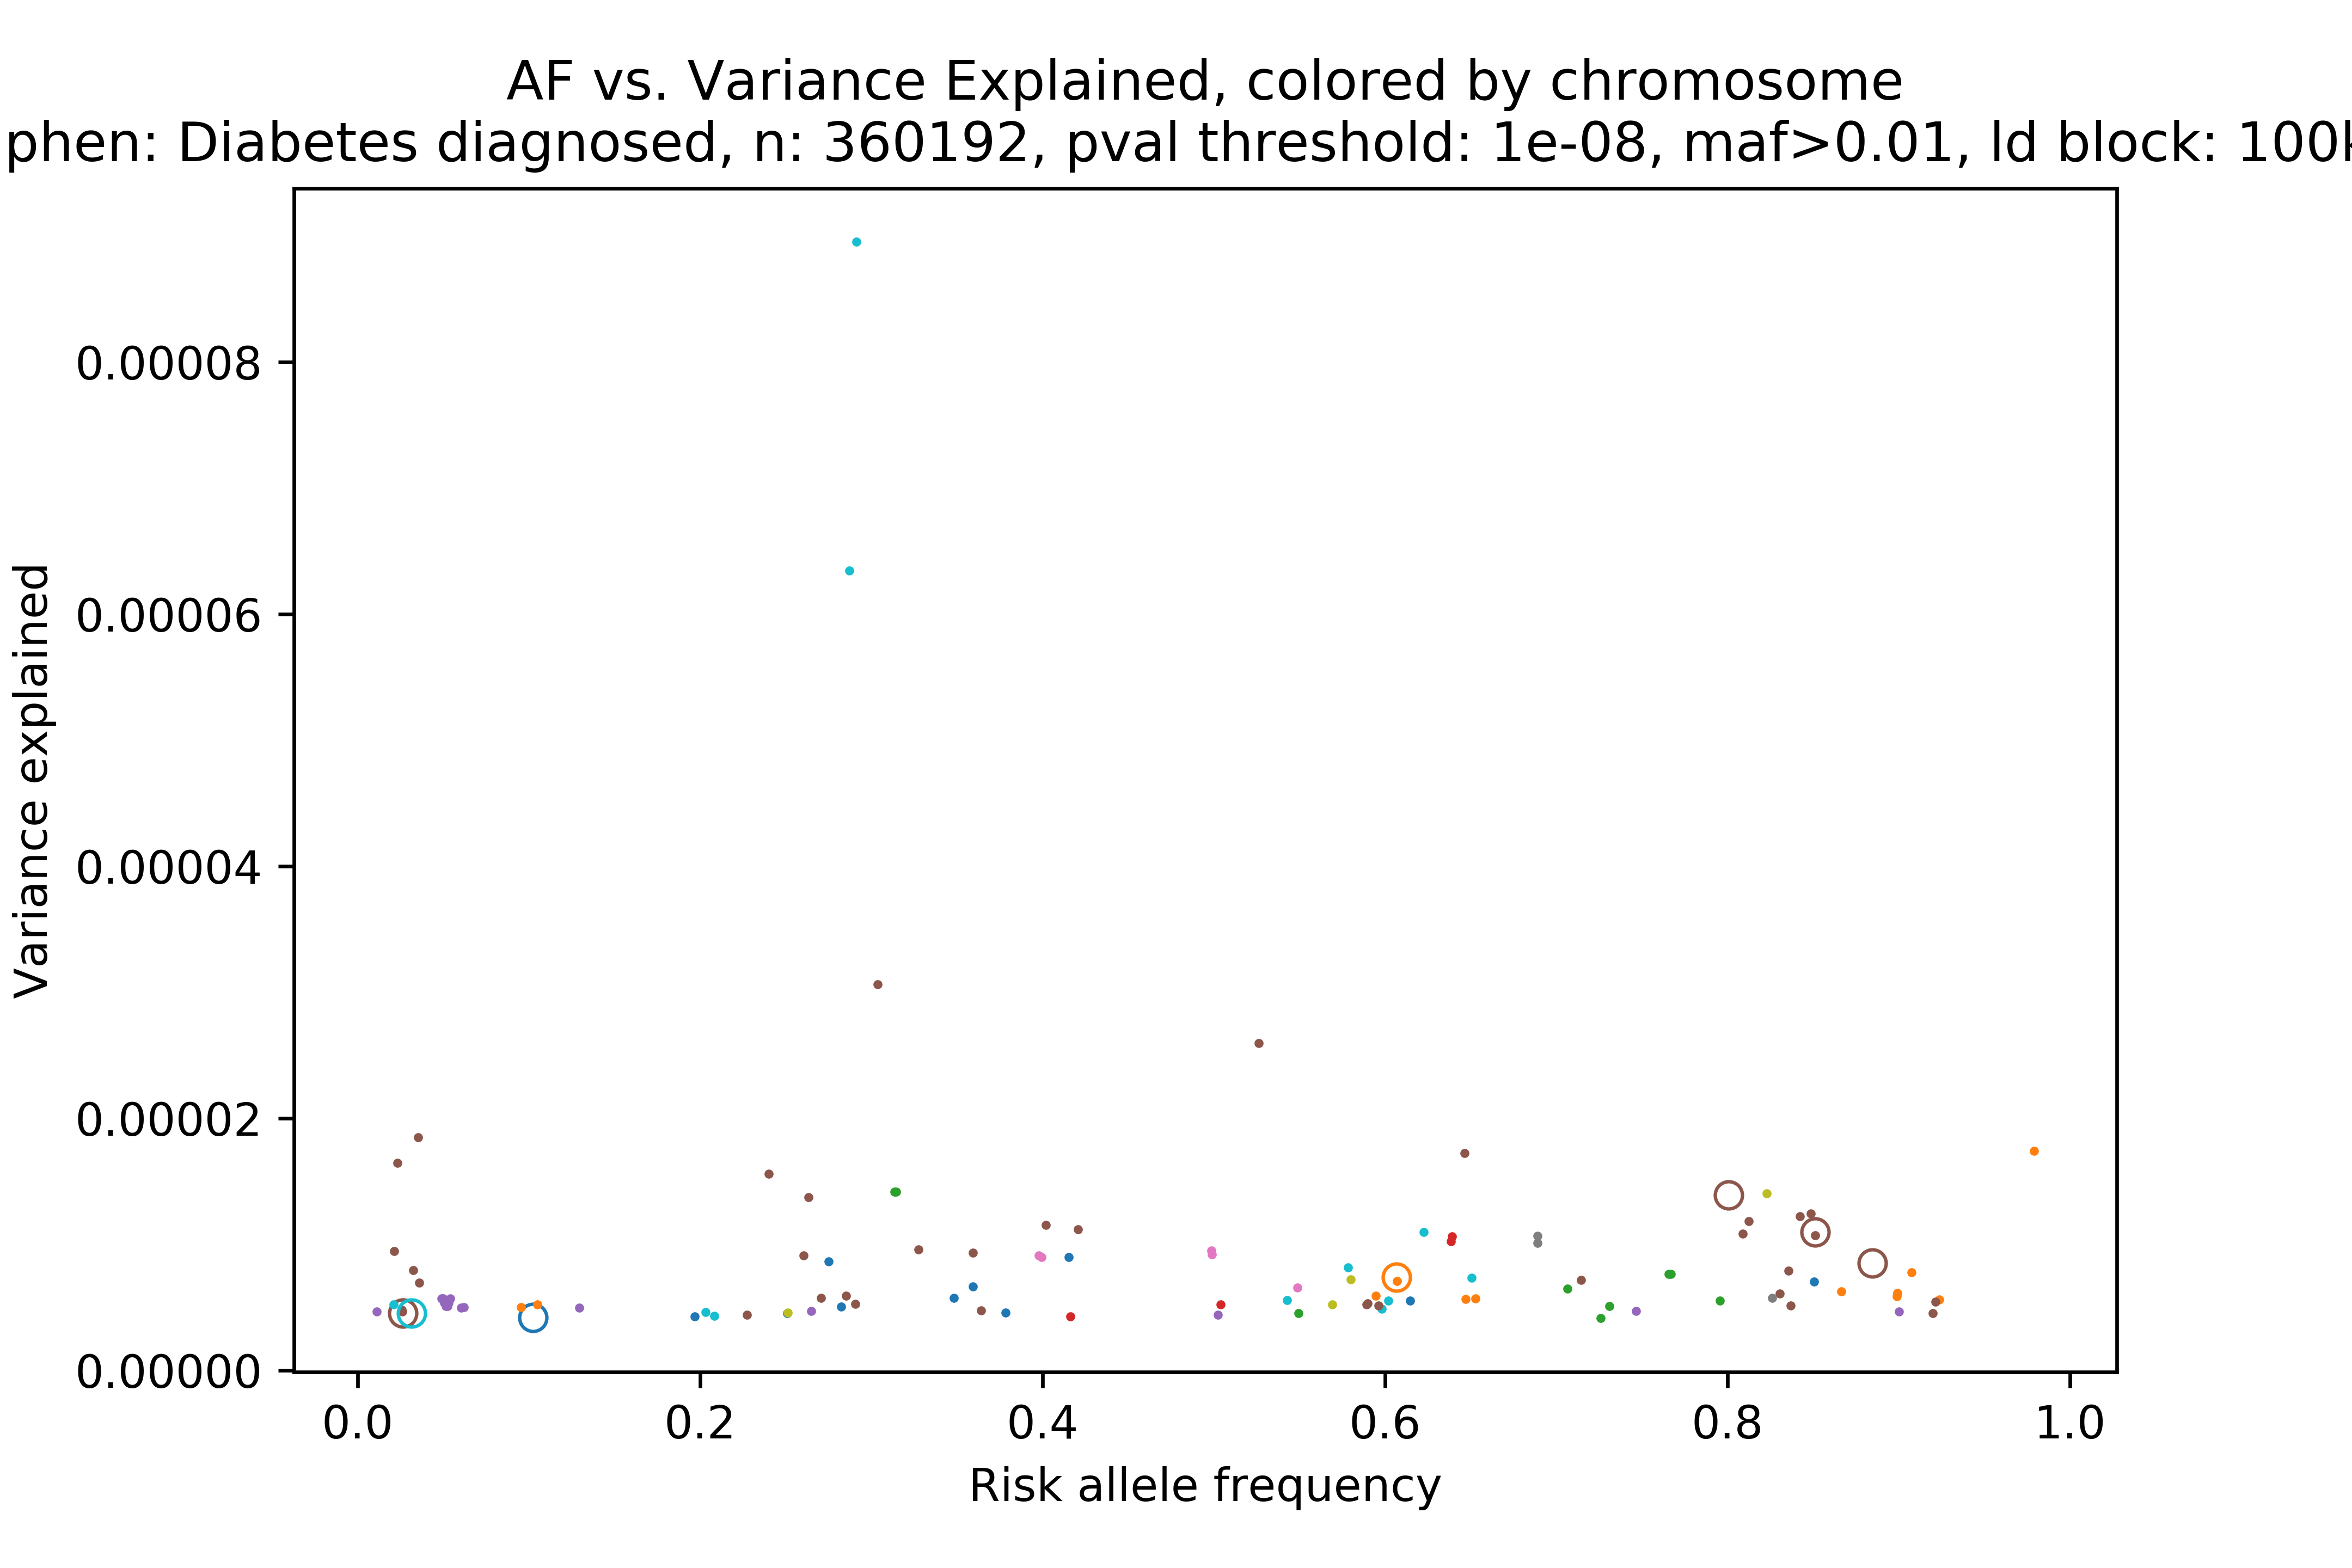 AF vs. Variance Explained, colored by chromosome
phen: Diabetes diagnosed, n: 360192, pval threshold: 1e-08, maf>0.01, ld block: 100k
Variance explained
0.00008
0.00006
0.00004
0.00002
0.00000
0.0 0.2 0.4 0.6 0.8 1.0
Risk allele frequency